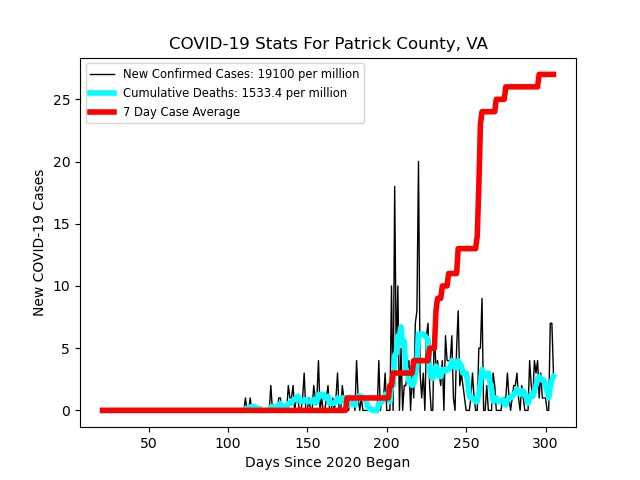 COVID-19 Stats For Patrick County, VA
New Confirmed Cases: 19100 per million
Cumulative Deaths: 1533.4 per million
7 Day Case Average
New COVID-19 Cases
25
20
15
10
5
0
50 100 150 200 250 300
Days Since 2020 Began